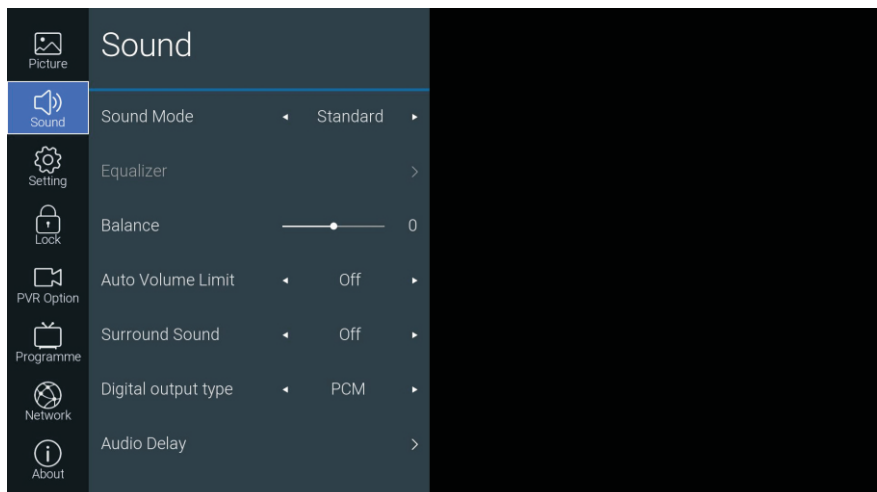 Picture
Sound
Setting
Lock
PVR Option
Programme
Network
About
Sound
Sound Mode Standard
Equalizer
Balance 0
Auto Volume Limit Off
Surround Sound Off
Digital output type PCM
Audio Delay